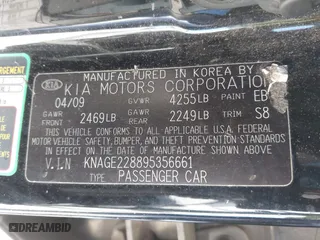 ARGEMENT
MANUFACTURED IN KOREA BY
KIA KIA MOTORS CORPORATION
04/09 GVWR 4255LB PAINT EB
GAWR FRONT 2469LB GAWR REAR 2249LB TRIM S8
THIS VEHICLE CONFORMS TO ALL APPLICABLE U.S.A. FEDERAL
MOTOR VEHICLE SAFETY, BUMPER, AND THEFT PREVENTION STANDARDS
IN EFFECT ON THE DATE OF MANUFACTURE SHOWN ABOVE.
V.I.N KNAGE228895356661
TYPE PASSENGER CAR
DREAMBID